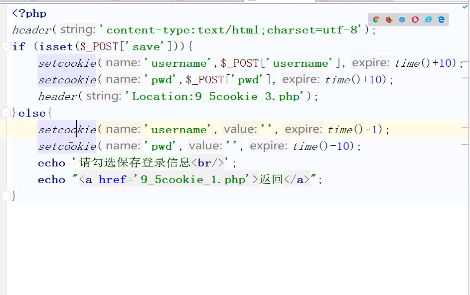 <?php
header(string:'content-type:text/html;charset=utf-8');
if (isset($_POST['save'])){
setcookie(name:'username',$_POST['username'],expire:time()+10);
setcookie(name:'pwd',$_POST['pwd'],expire:time()+10);
header(string:'Location:9_5cookie_3.php');
}else{
setcookie(name:'username',value:'',expire:time()-1);
setcookie(name:'pwd',value:'',expire:time()-10);
echo '请勾选保存登录信息<br/>';
echo "<a href='9_5cookie_1.php'>返回</a>";
}